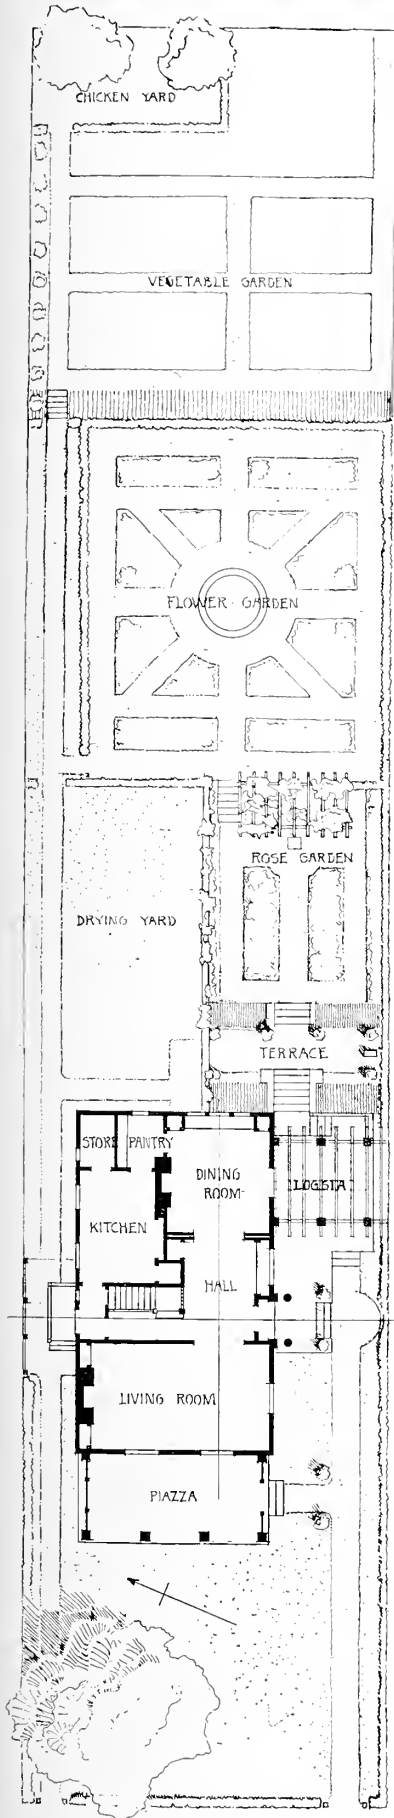 CHICKEN YARD
VEGETABLE GARDEN
FLOWER GARDEN
ROSE GARDEN
DRYING YARD
TERRACE
STORE
PANTRY
DINING
ROOM
LOGGIA
KITCHEN
HALL
LIVING ROOM
PIAZZA